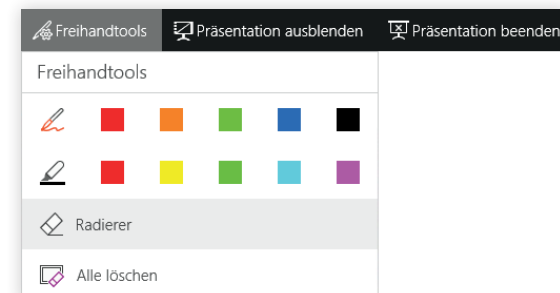 Freihandtools Präsentation ausblenden Präsentation beenden
Freihandtools
Radierer
Alle löschen